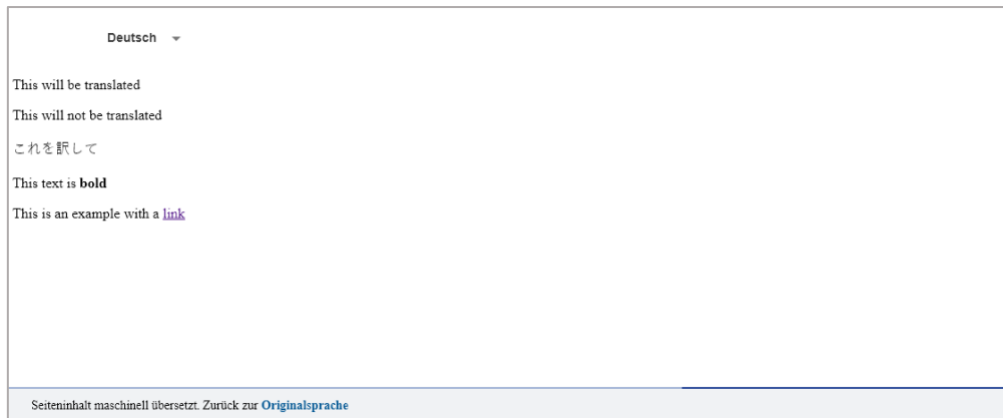 Deutsch
This will be translated
This will not be translated
これを訳して
This text is bold
This is an example with a link
Seiteninhalt maschinell übersetzt. Zurück zur Originalsprache